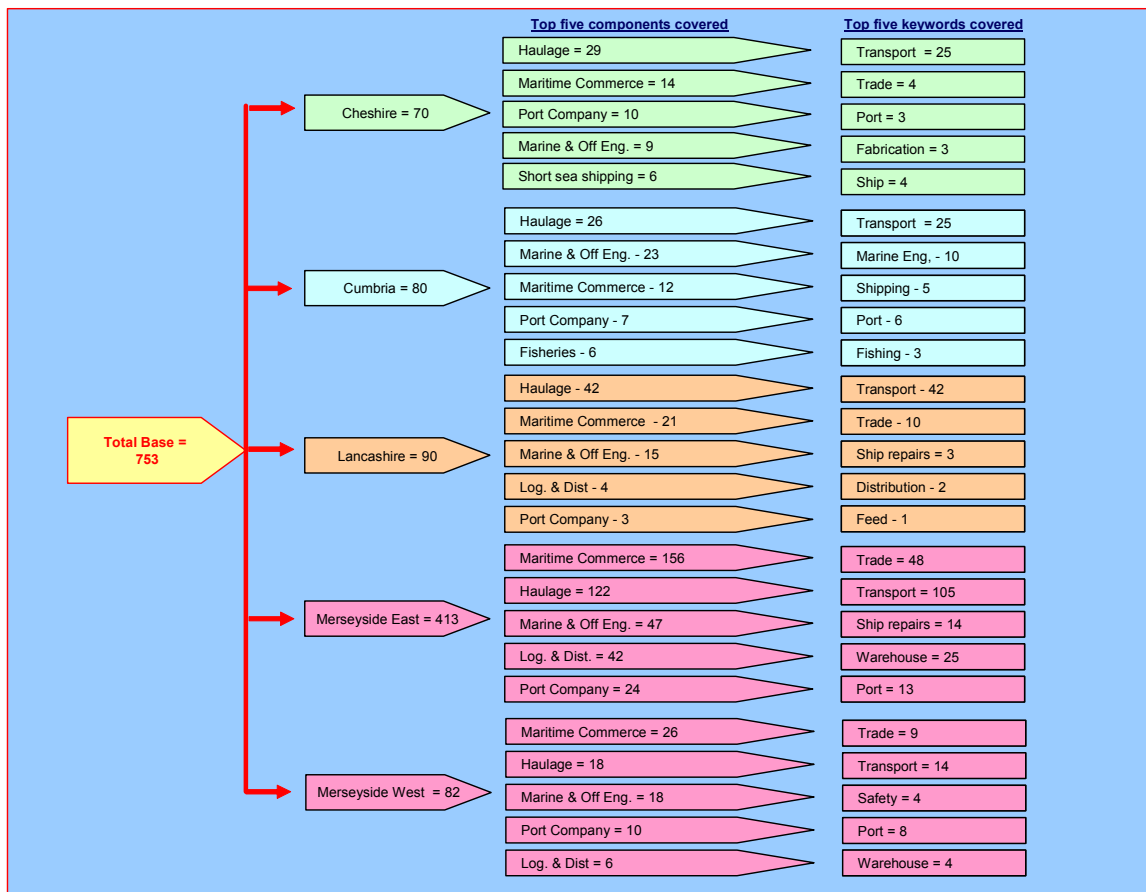 Top five components covered
Top five keywords covered
Haulage = 29
Transport = 25
Maritime Commerce = 14
Trade = 4
Cheshire = 70
Port Company = 10
Port = 3
Marine & Off Eng. = 9
Fabrication = 3
Short sea shipping = 6
Ship = 4
Haulage = 26
Transport = 25
Marine & Off Eng. - 23
Marine Eng, - 10
Cumbria = 80
Maritime Commerce - 12
Shipping - 5
Port Company - 7
Port - 6
Fisheries - 6
Fishing - 3
Haulage - 42
Transport - 42
Maritime Commerce - 21
Trade - 10
Total Base =
753
Lancashire = 90
Marine & Off Eng. - 15
Ship repairs = 3
Log. & Dist - 4
Distribution - 2
Port Company - 3
Feed - 1
Maritime Commerce = 156
Trade = 48
Haulage = 122
Transport = 105
Merseyside East = 413
Marine & Off Eng. = 47
Ship repairs = 14
Log. & Dist. = 42
Warehouse = 25
Port Company = 24
Port = 13
Maritime Commerce = 26
Trade = 9
Haulage = 18
Transport = 14
Merseyside West = 82
Marine & Off Eng. = 18
Safety = 4
Port Company = 10
Port = 8
Log. & Dist = 6
Warehouse = 4